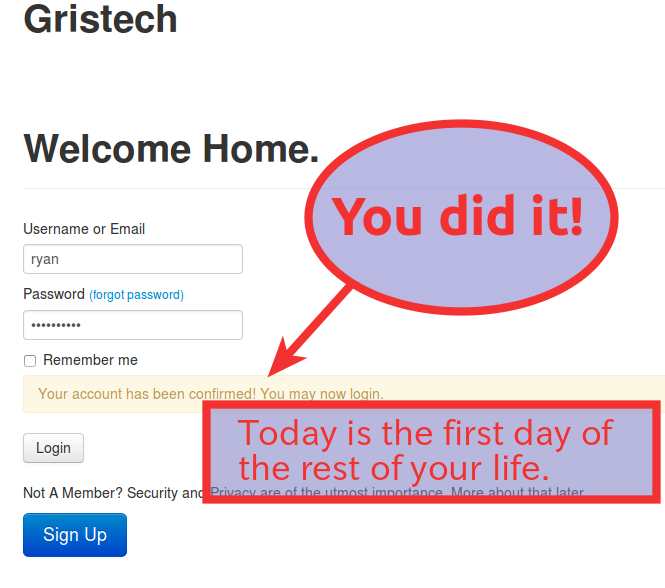 Gristech
Welcome Home.
You did it!
Username or Email
ryan
Password (forgot password)
••••••••••
Remember me
Your account has been confirmed! You may now login.
Today is the first day of
the rest of your life.
Login
Not A Member? Security and Privacy are of the utmost importance. More about that later.
Sign Up